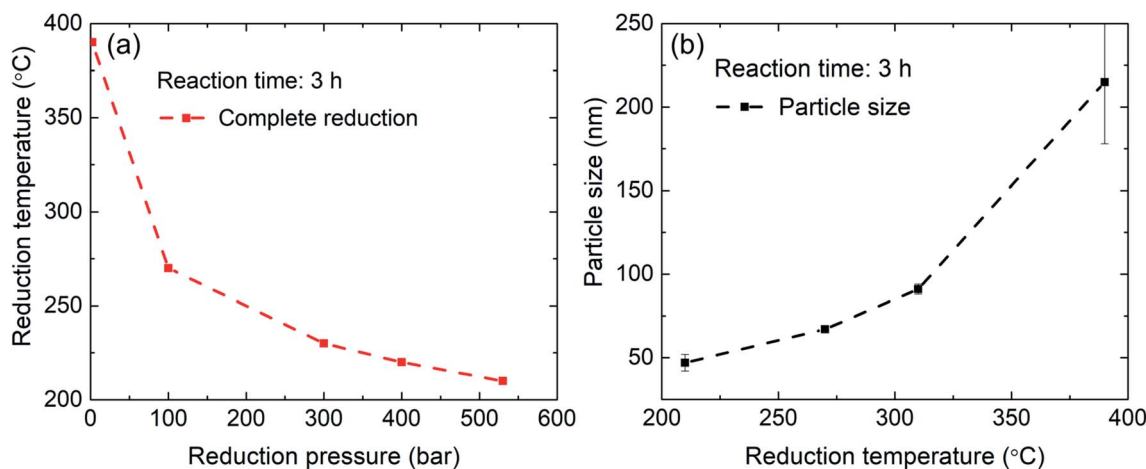 (a)
Reaction time: 3 h
Complete reduction
Reduction temperature (°C)
400
350
300
250
200
0 100 200 300 400 500 600
Reduction pressure (bar)
(b)
Reaction time: 3 h
Particle size
Particle size (nm)
250
200
150
100
50
200 250 300 350 400
Reduction temperature (°C)